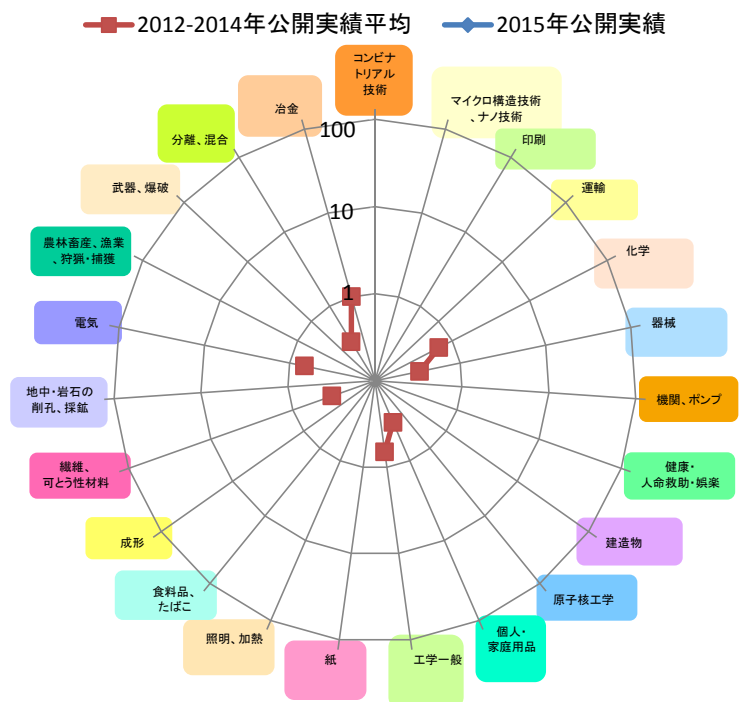 2012-2014年公開実績平均
2015年公開実績
コンビナ
トリアル
技術
マイクロ構造技術
、ナノ技術
印刷
運輸
化学
器械
機関、ポンプ
健康・
人命救助・娯楽
建造物
原子核工学
個人・
家庭用品
工学一般
紙
照明、加熱
食料品、
たばこ
成形
繊維、
可とう性材料
地中・岩石の
削孔、採鉱
電気
農林畜産、漁業
、狩猟・捕獲
武器、爆破
分離、混合
冶金
100
10
1